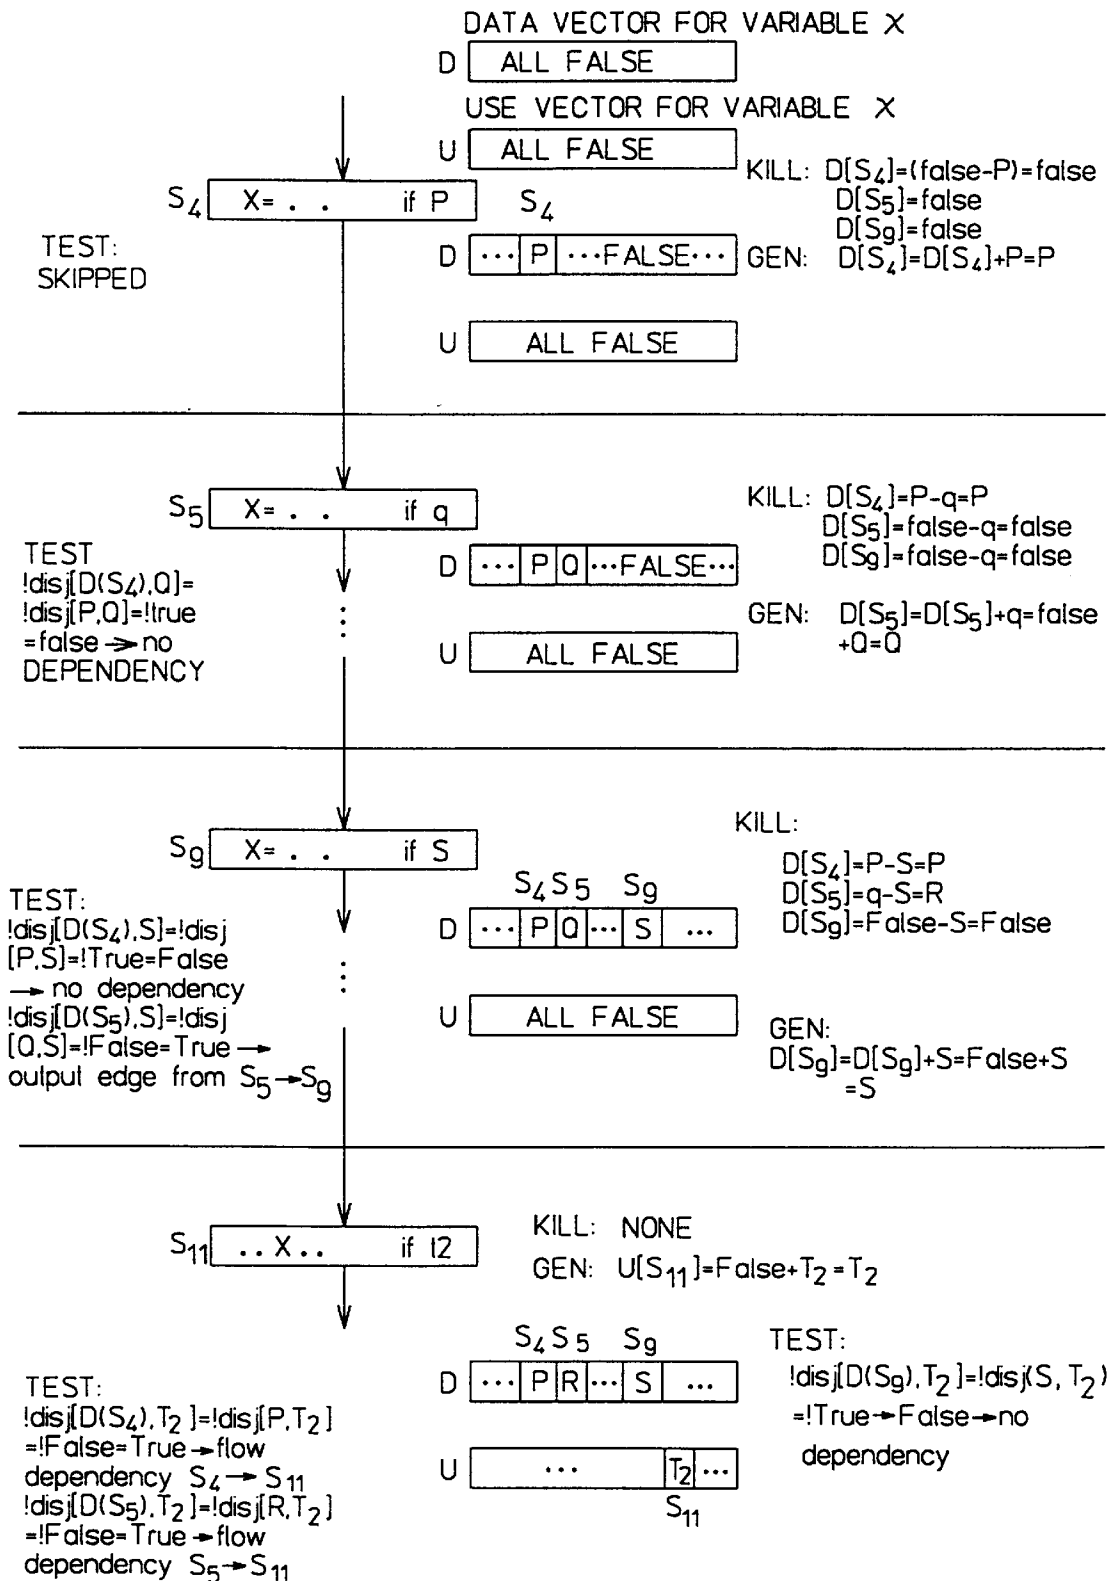 DATA VECTOR FOR VARIABLE X
D ALL FALSE
USE VECTOR FOR VARIABLE X
U ALL FALSE
KILL: D[S4]=(false-P)=false
D[S5]=false
D[S9]=false
S4 X= . . if P S4
TEST:
SKIPPED
D ... P ...FALSE...
GEN: D[S4]=D[S4]+P=P
U ALL FALSE
S5 X= . . if q
KILL: D[S4]=P-q=P
D[S5]=false-q=false
D[S9]=false-q=false
TEST
!disj[D(S4),Q]=
!disj[P,Q]=!true
=false → no
DEPENDENCY
D ... P Q ...FALSE...
GEN: D[S5]=D[S5]+q=false
+Q=Q
U ALL FALSE
S9 X= . . if S
KILL:
D[S4]=P-S=P
D[S5]=q-S=R
D[S9]=False-S=False
TEST:
!disj[D(S4),S]=!disj
[P,S]=!True=False
→ no dependency
!disj[D(S5),S]=!disj
[Q,S]=!False=True →
output edge from S5→S9
S4 S5 S9
D ... P Q ... S ...
U ALL FALSE
GEN:
D[S9]=D[S9]+S=False+S
=S
S11 ..X.. if t2
KILL: NONE
GEN: U[S11]=False+T2=T2
S4 S5 S9
D ... P R ... S ...
U ... T2 ...
S11
TEST:
!disj[D(S9),T2]=!disj(S, T2)
=!True→False→no
dependency
TEST:
!disj[D(S4),T2]=!disj[P,T2]
=!False=True→flow
dependency S4→S11
!disj[D(S5),T2]=!disj[R,T2]
=!False=True→flow
dependency S5→S11